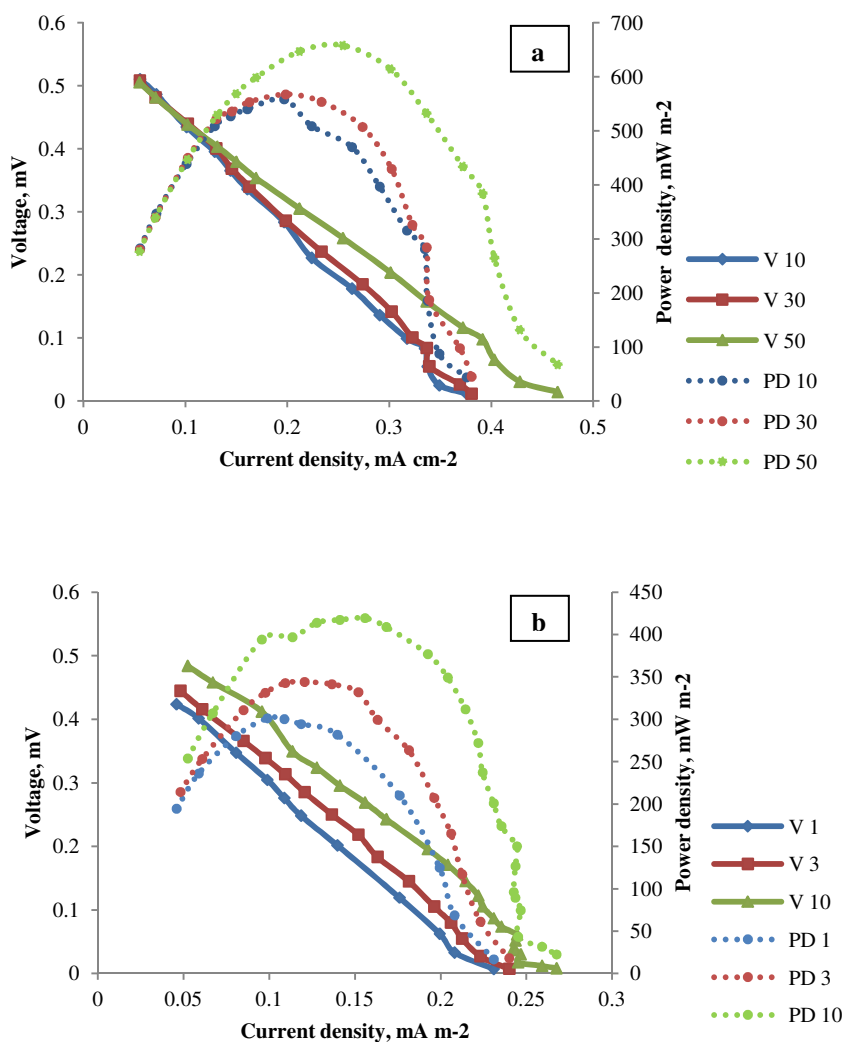 a
0.6
0.5
0.4
0.3
0.2
0.1
0
Voltage, mV
700
600
500
400
300
200
100
0
Power density, mW m-2
0
0.1
0.2
0.3
0.4
0.5
Current density, mA cm-2
V 10
V 30
V 50
PD 10
PD 30
PD 50
b
0.6
0.5
0.4
0.3
0.2
0.1
0
Voltage, mV
450
400
350
300
250
200
150
100
50
0
Power density, mW m-2
0
0.05
0.1
0.15
0.2
0.25
0.3
Current density, mA m-2
V 1
V 3
V 10
PD 1
PD 3
PD 10